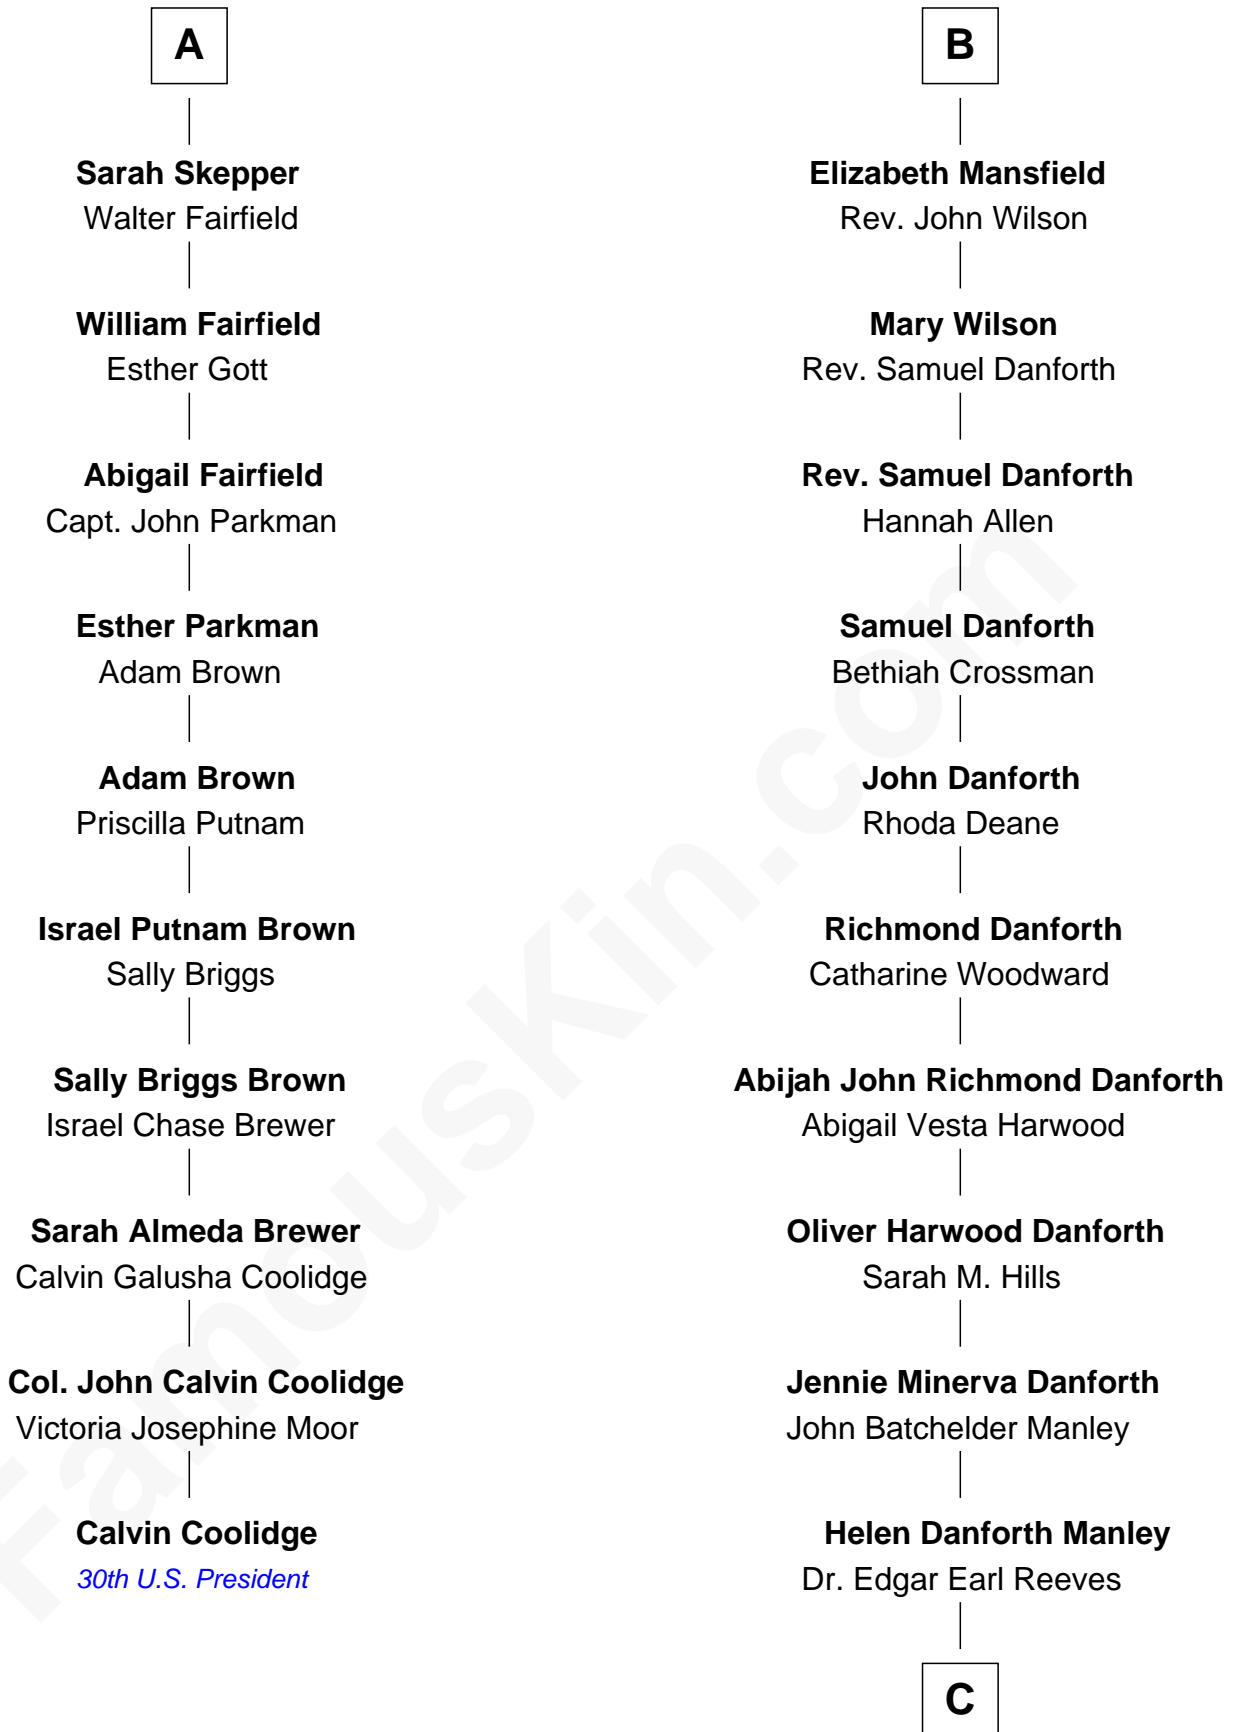 A
Sarah Skepper
Walter Fairfield
William Fairfield
Esther Gott
Abigail Fairfield
Capt. John Parkman
Esther Parkman
Adam Brown
Adam Brown
Priscilla Putnam
Israel Putnam Brown
Sally Briggs
Sally Briggs Brown
Israel Chase Brewer
Sarah Almeda Brewer
Calvin Galusha Coolidge
Col. John Calvin Coolidge
Victoria Josephine Moor
Calvin Coolidge
30th U.S. President
B
Elizabeth Mansfield
Rev. John Wilson
Mary Wilson
Rev. Samuel Danforth
Rev. Samuel Danforth
Hannah Allen
Samuel Danforth
Bethiah Crossman
John Danforth
Rhoda Deane
Richmond Danforth
Catharine Woodward
Abijah John Richmond Danforth
Abigail Vesta Harwood
Oliver Harwood Danforth
Sarah M. Hills
Jennie Minerva Danforth
John Batchelder Manley
Helen Danforth Manley
Dr. Edgar Earl Reeves
C
FamousKin.com